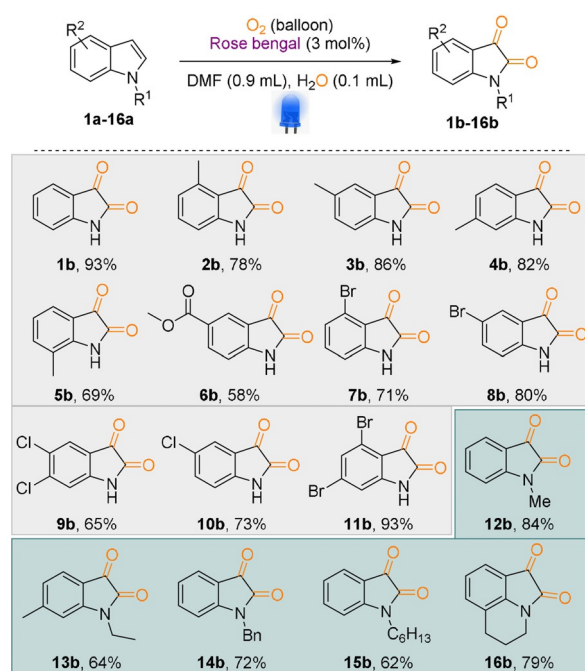 R²
N
R¹
1a-16a
O₂ (balloon)
Rose bengal (3 mol%)
DMF (0.9 mL), H₂O (0.1 mL)
R²
O
O
N
R¹
1b-16b
O
O
N
H
1b, 93%
O
O
N
H
2b, 78%
O
O
N
H
3b, 86%
O
O
N
H
4b, 82%
O
O
N
H
5b, 69%
O
O
O
O
N
H
6b, 58%
Br
O
O
NH
7b, 71%
Br
O
O
N
H
8b, 80%
Cl
Cl
O
O
N
H
9b, 65%
Cl
O
O
N
H
10b, 73%
Br
Br
O
O
NH
11b, 93%
O
O
N
Me
12b, 84%
O
O
N
13b, 64%
O
O
N
Bn
14b, 72%
O
O
N
C₆H₁₃
15b, 62%
O
O
N
16b, 79%